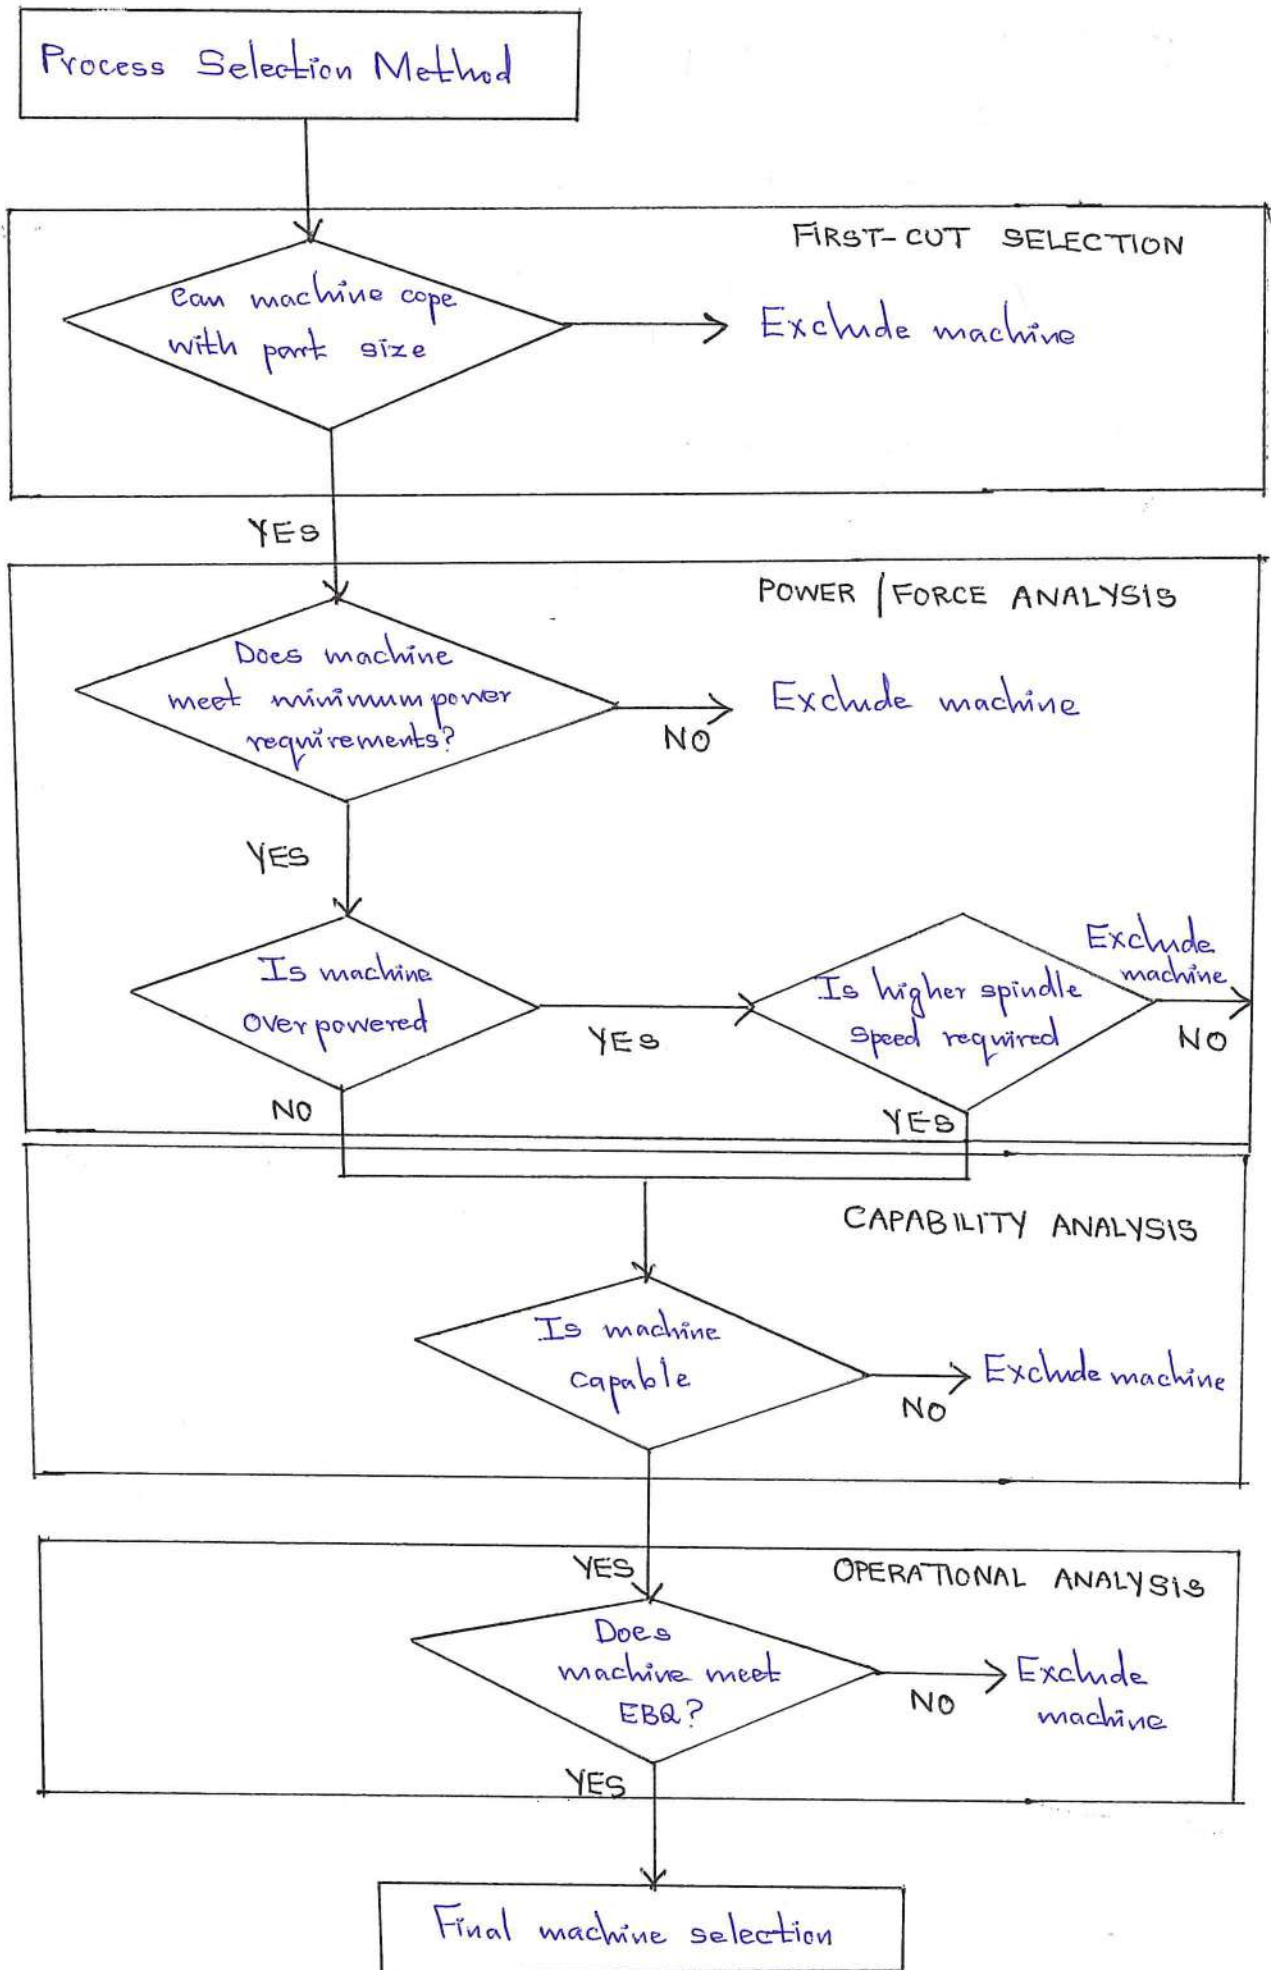 Process Selection Method
FIRST-CUT SELECTION
Can machine cope
with part size
Exclude machine
YES
POWER / FORCE ANALYSIS
Does machine
meet minimum power
requirements?
Exclude machine
NO
YES
Is machine
Overpowered
YES
Is higher spindle
speed required
Exclude
machine
NO
NO
YES
CAPABILITY ANALYSIS
Is machine
capable
Exclude machine
NO
YES
OPERATIONAL ANALYSIS
Does
machine meet
EBQ?
Exclude
machine
NO
YES
Final machine selection